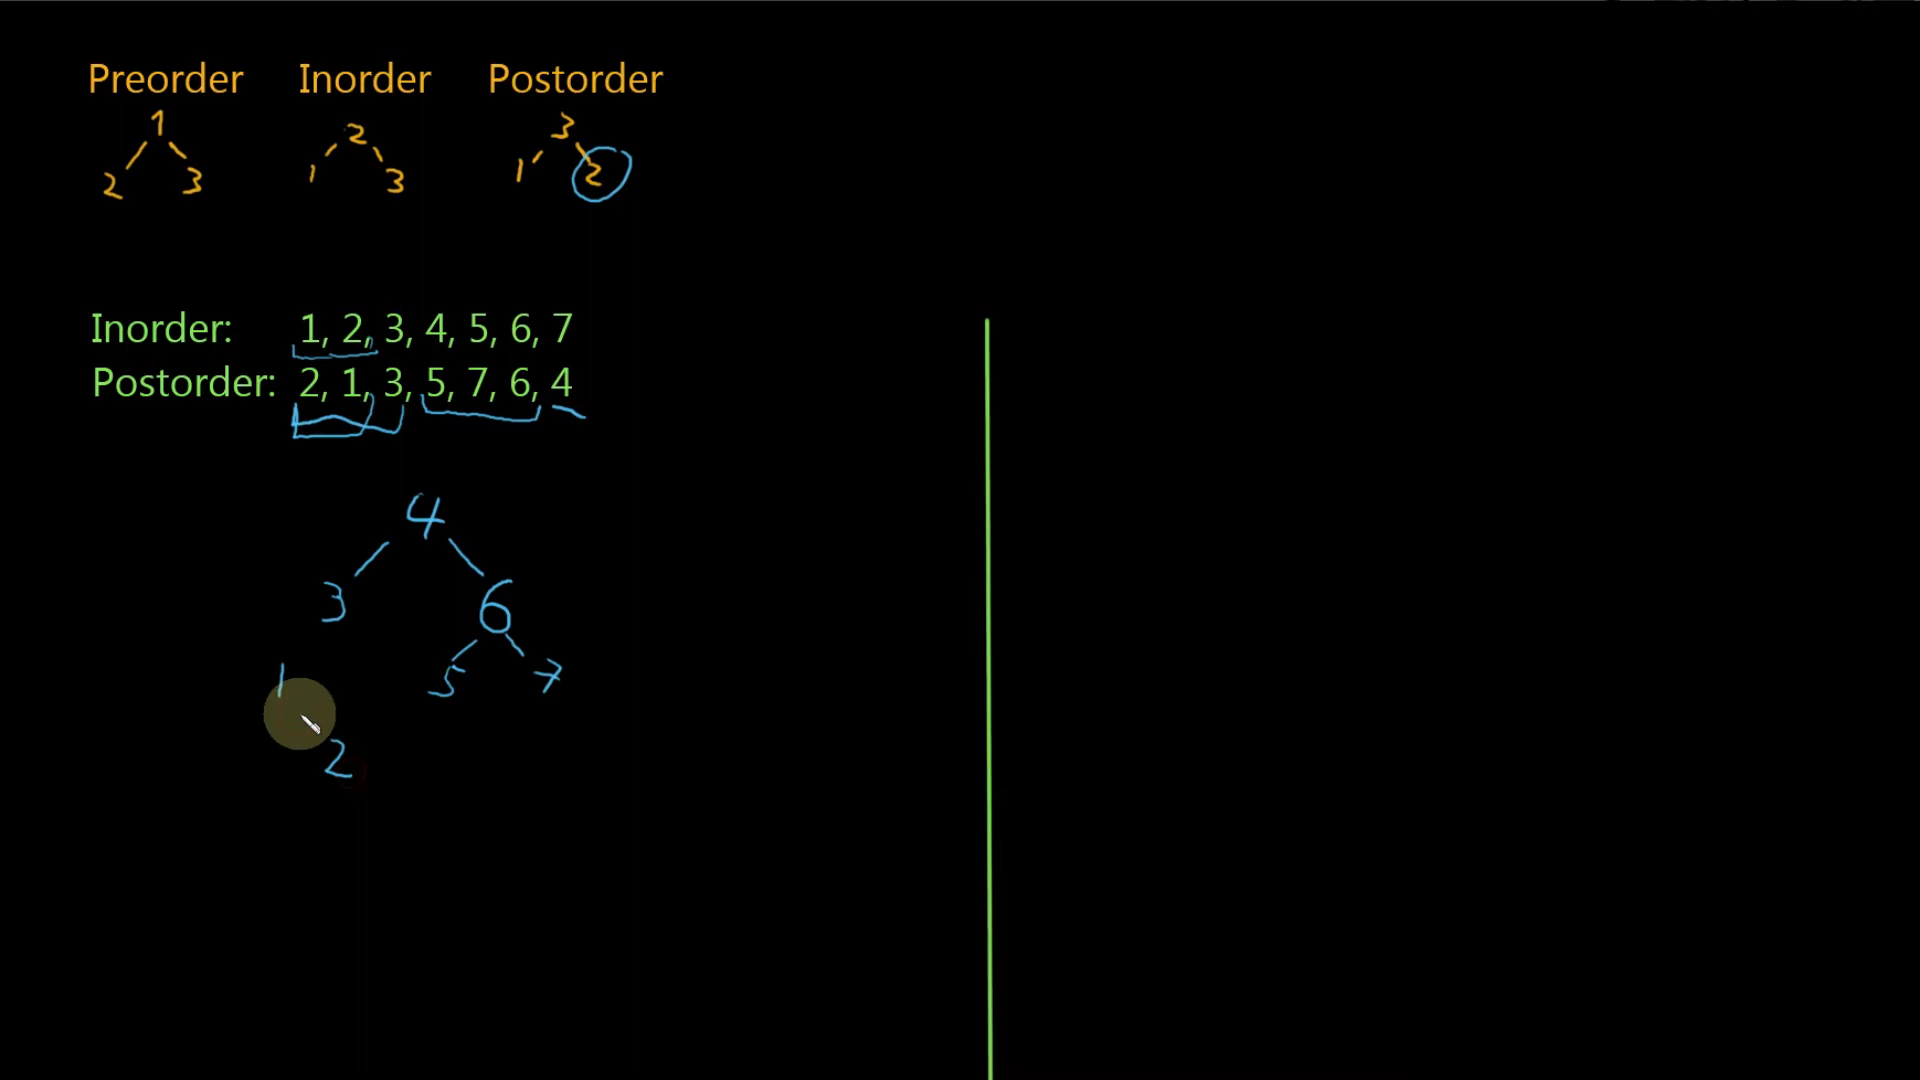 Preorder Inorder Postorder
1 2 3
2 3 1 3 1 2
Inorder: 1, 2, 3, 4, 5, 6, 7
Postorder: 2, 1, 3, 5, 7, 6, 4
4
3 6
1 5 7
2